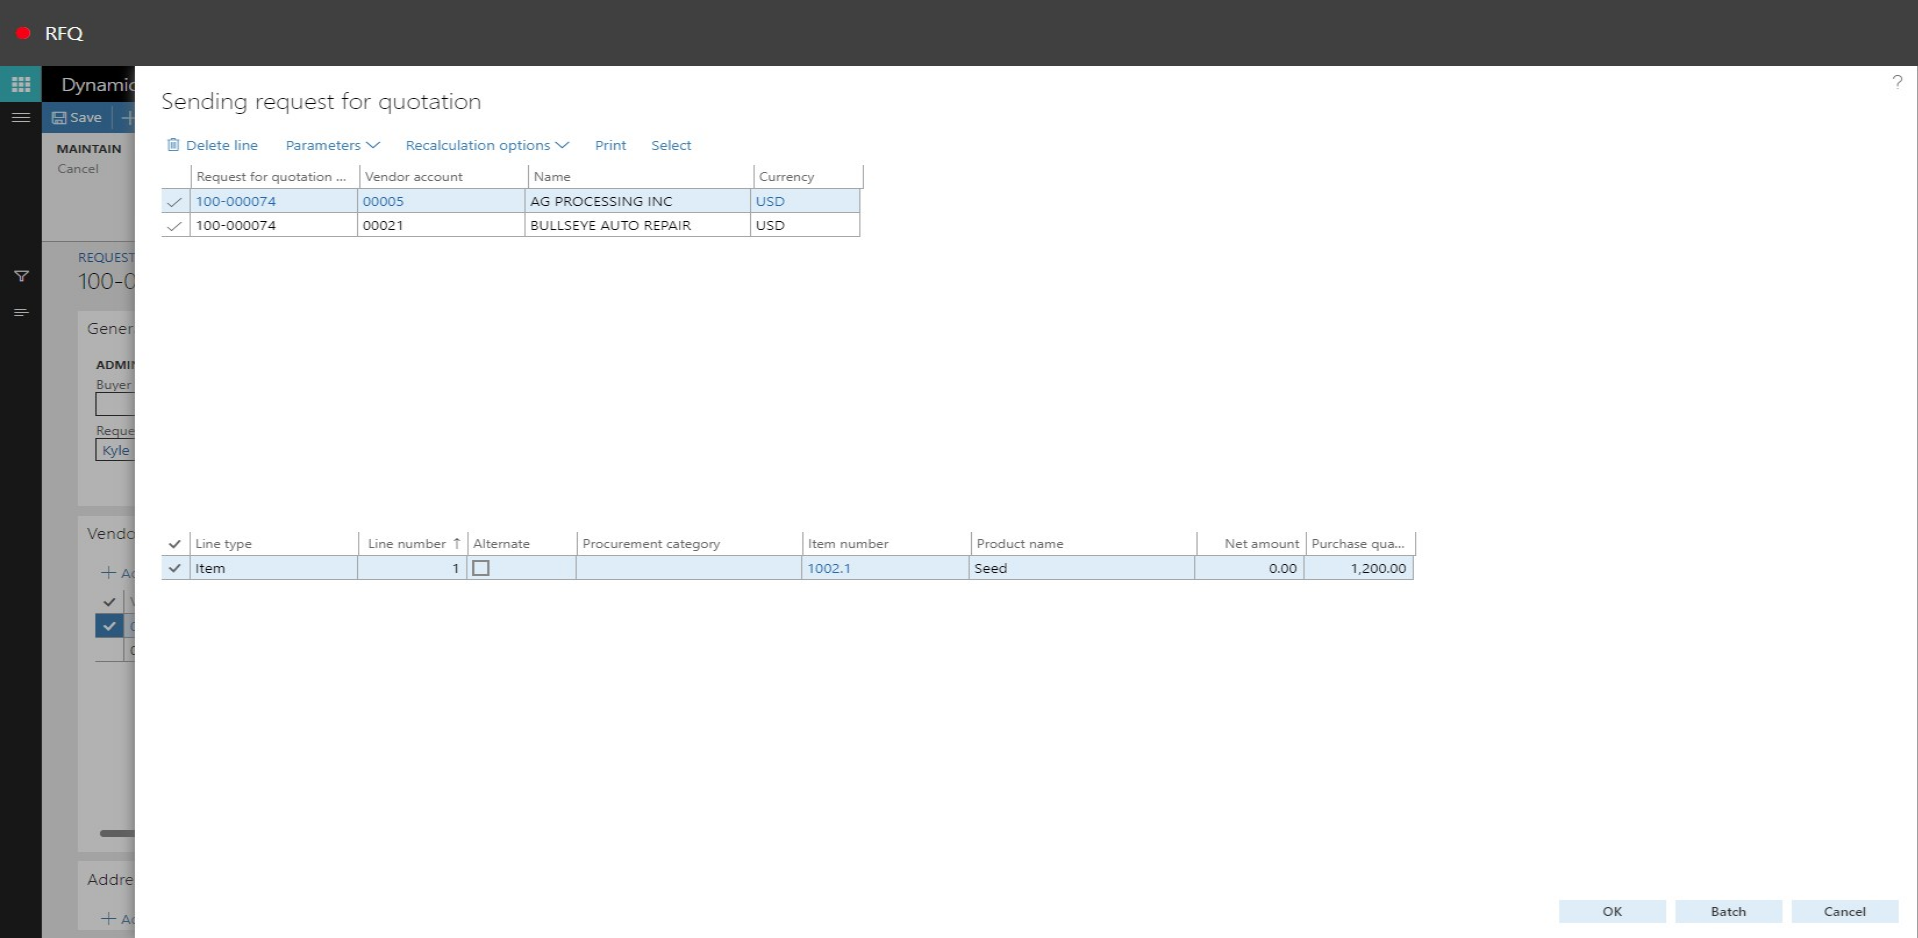 RFQ
Dynamic
Save
MAINTAIN
Cancel
REQUEST
100-0
Gener
ADMIN
Buyer
Reque
Kyle
Vendo
Ad
Addre
Ad
?
Sending request for quotation
Delete line Parameters Recalculation options Print Select
Request for quotation ... Vendor account Name Currency
100-000074 00005 AG PROCESSING INC USD
100-000074 00021 BULLSEYE AUTO REPAIR USD
Line type Line number ↑ Alternate Procurement category Item number Product name Net amount Purchase qua...
Item 1 1002.1 Seed 0.00 1,200.00
OK Batch Cancel